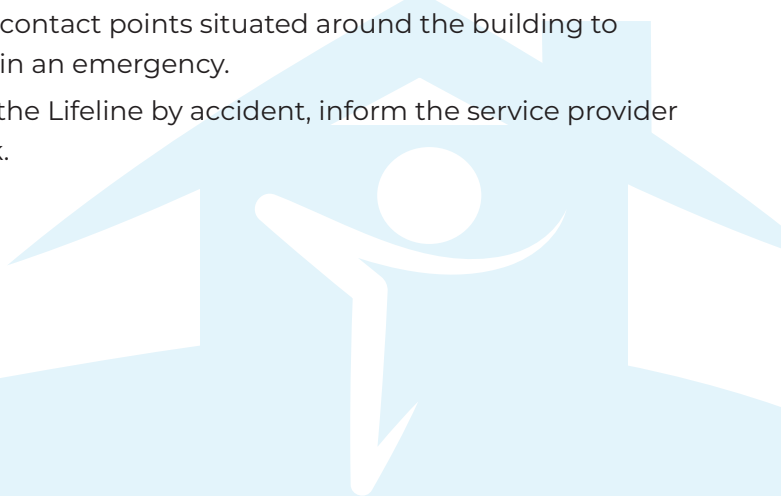 contact points situated around the building to
in an emergency.
the Lifeline by accident, inform the service provider